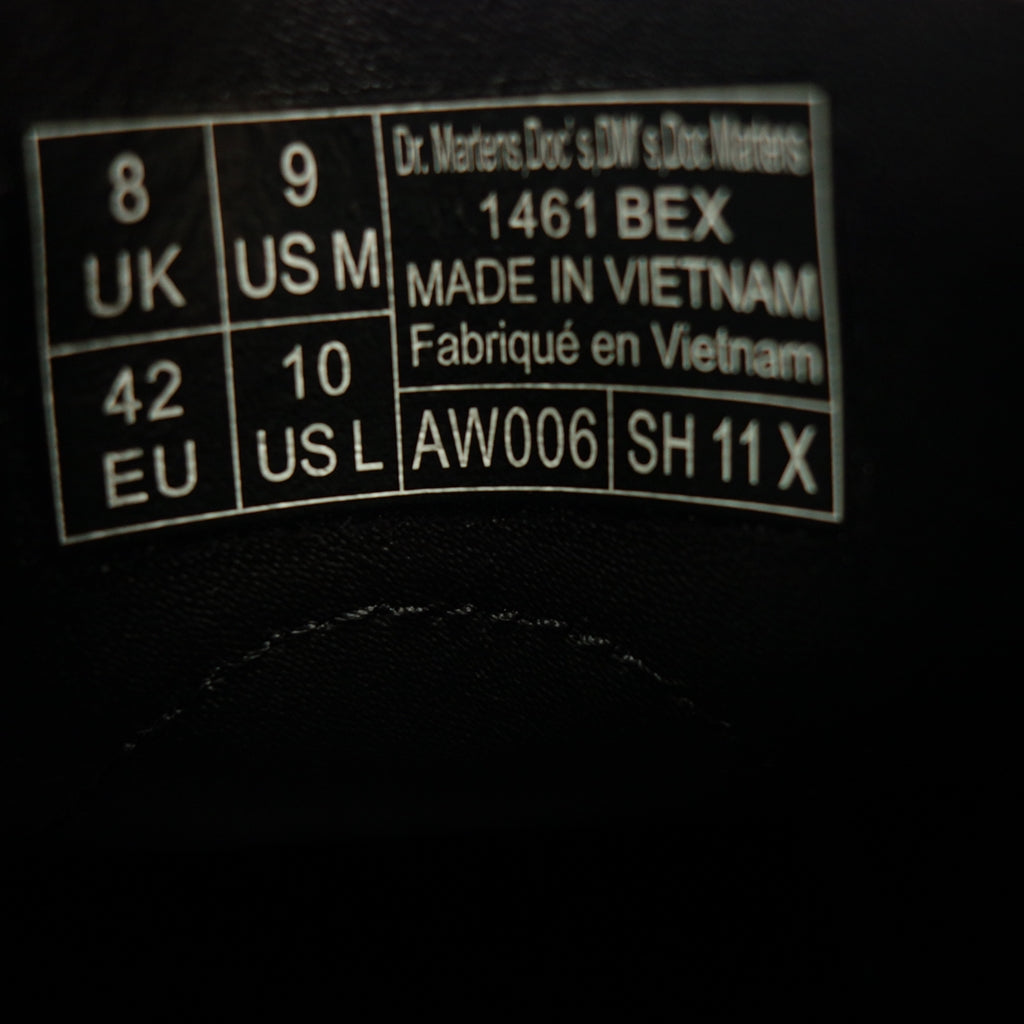 8
UK
9
US M
42
EU
10
US L
Dr. Martens,Doc's,DM's,Doc Martens
1461 BEX
MADE IN VIETNAM
Fabriqué en Vietnam
AW006
SH 11 X